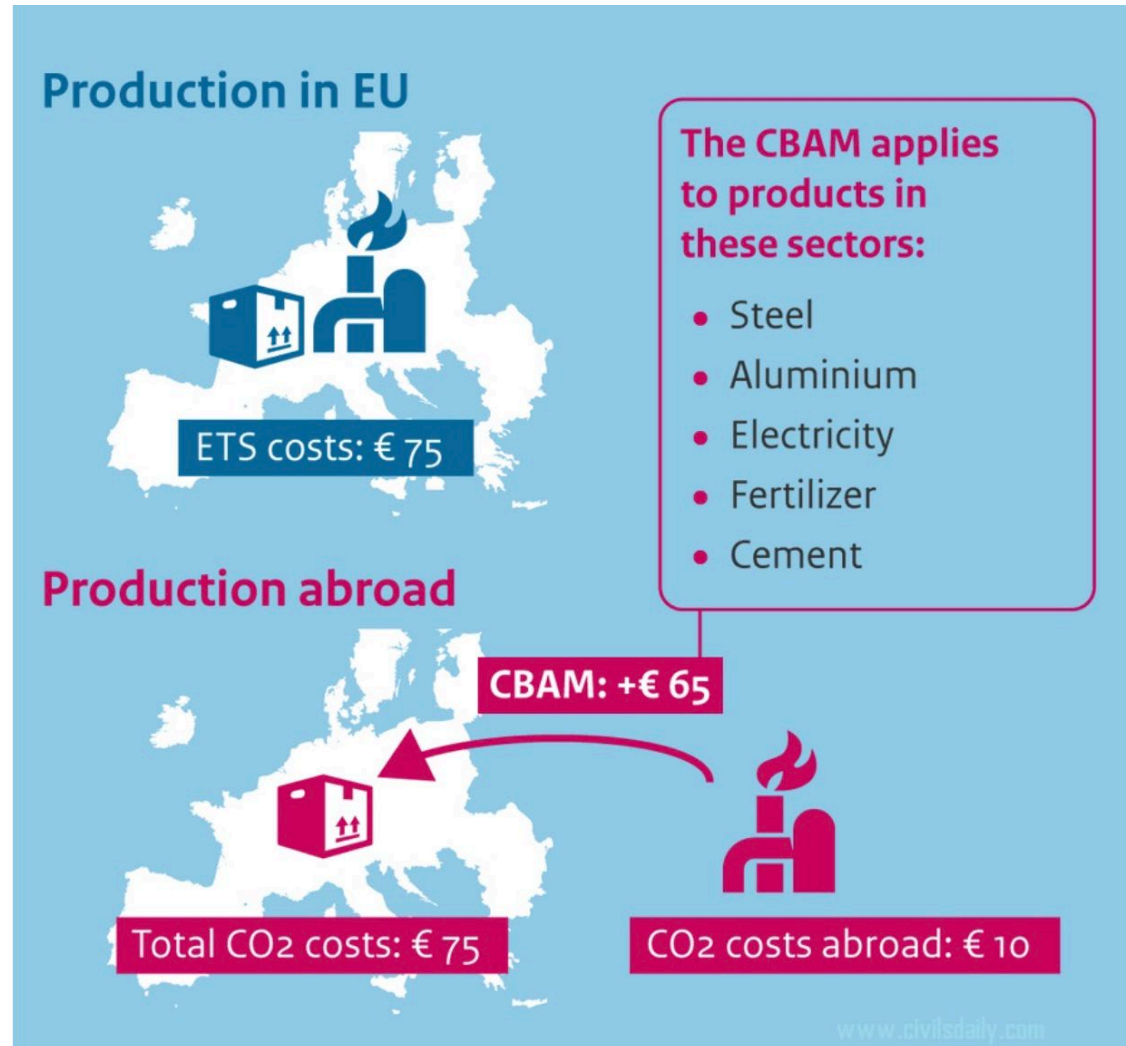 Production in EU
ETS costs: € 75
The CBAM applies
to products in
these sectors:
• Steel
• Aluminium
• Electricity
• Fertilizer
• Cement
Production abroad
CBAM: +€ 65
Total CO2 costs: € 75
CO2 costs abroad: € 10
www.civilsdaily.com